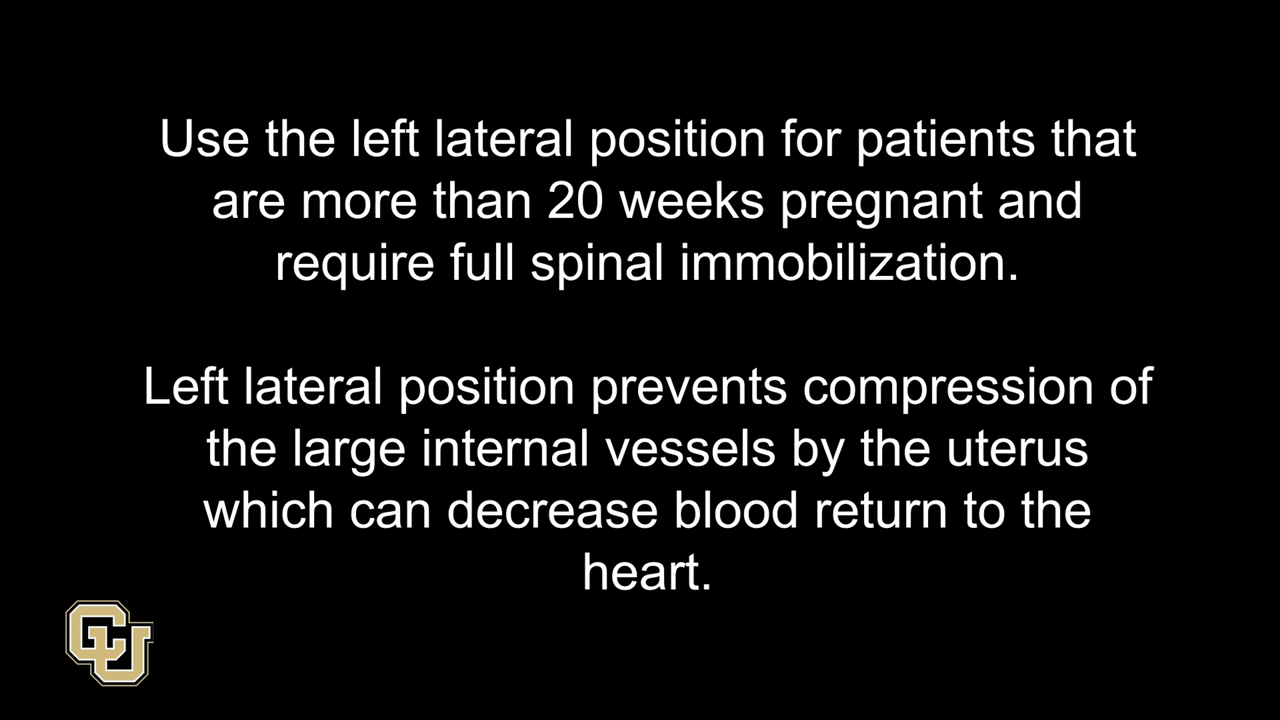 Use the left lateral position for patients that
are more than 20 weeks pregnant and
require full spinal immobilization.
Left lateral position prevents compression of
the large internal vessels by the uterus
which can decrease blood return to the
heart.
CU